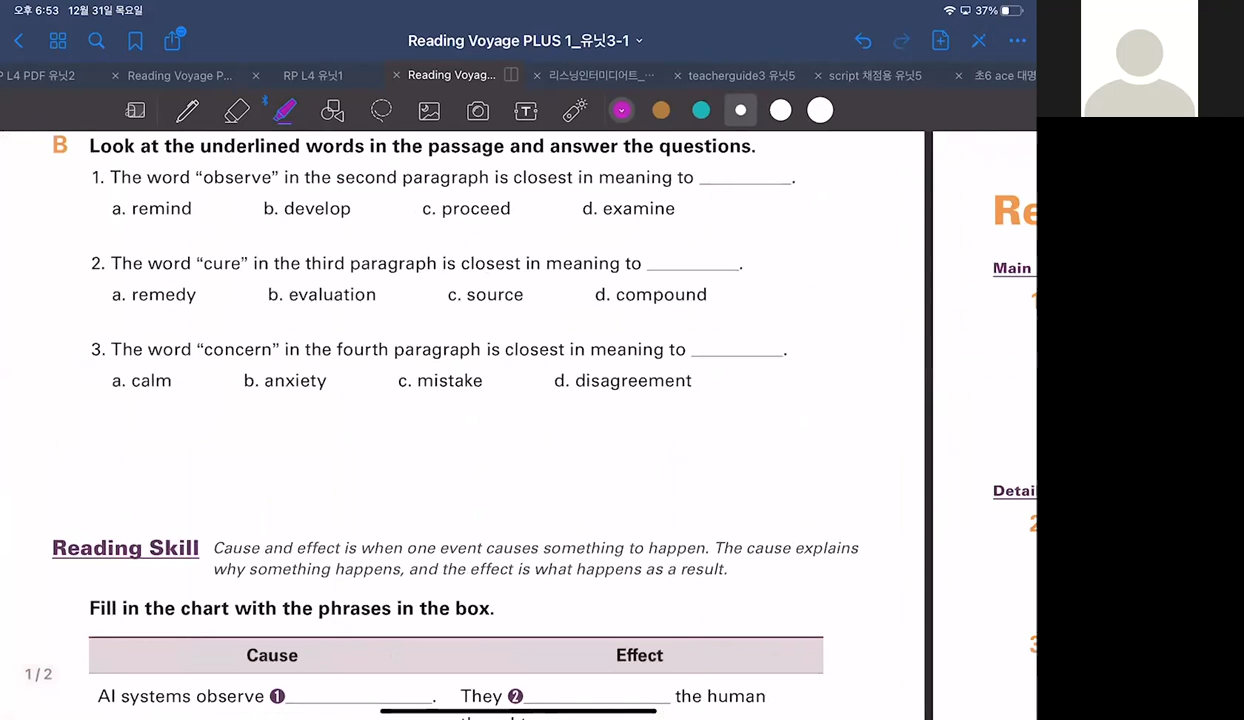 오후 6:53 12월 31일 목요일
37%
Reading Voyage PLUS 1_유닛3-1
P L4 PDF 유닛2
Reading Voyage P...
RP L4 유닛1
Reading Voyag...
리스닝인터미디어트_...
teacherguide3 유닛5
script 채점용 유닛5
초6 ace 대명
B Look at the underlined words in the passage and answer the questions.
1. The word “observe” in the second paragraph is closest in meaning to __________.
a. remind b. develop c. proceed d. examine
2. The word “cure” in the third paragraph is closest in meaning to __________.
a. remedy b. evaluation c. source d. compound
3. The word “concern” in the fourth paragraph is closest in meaning to __________.
a. calm b. anxiety c. mistake d. disagreement
Reading Skill Cause and effect is when one event causes something to happen. The cause explains
why something happens, and the effect is what happens as a result.
Fill in the chart with the phrases in the box.
Cause Effect
AI systems observe ❶________________. They ❷________________ the human
1 / 2
Re
Main
Detai